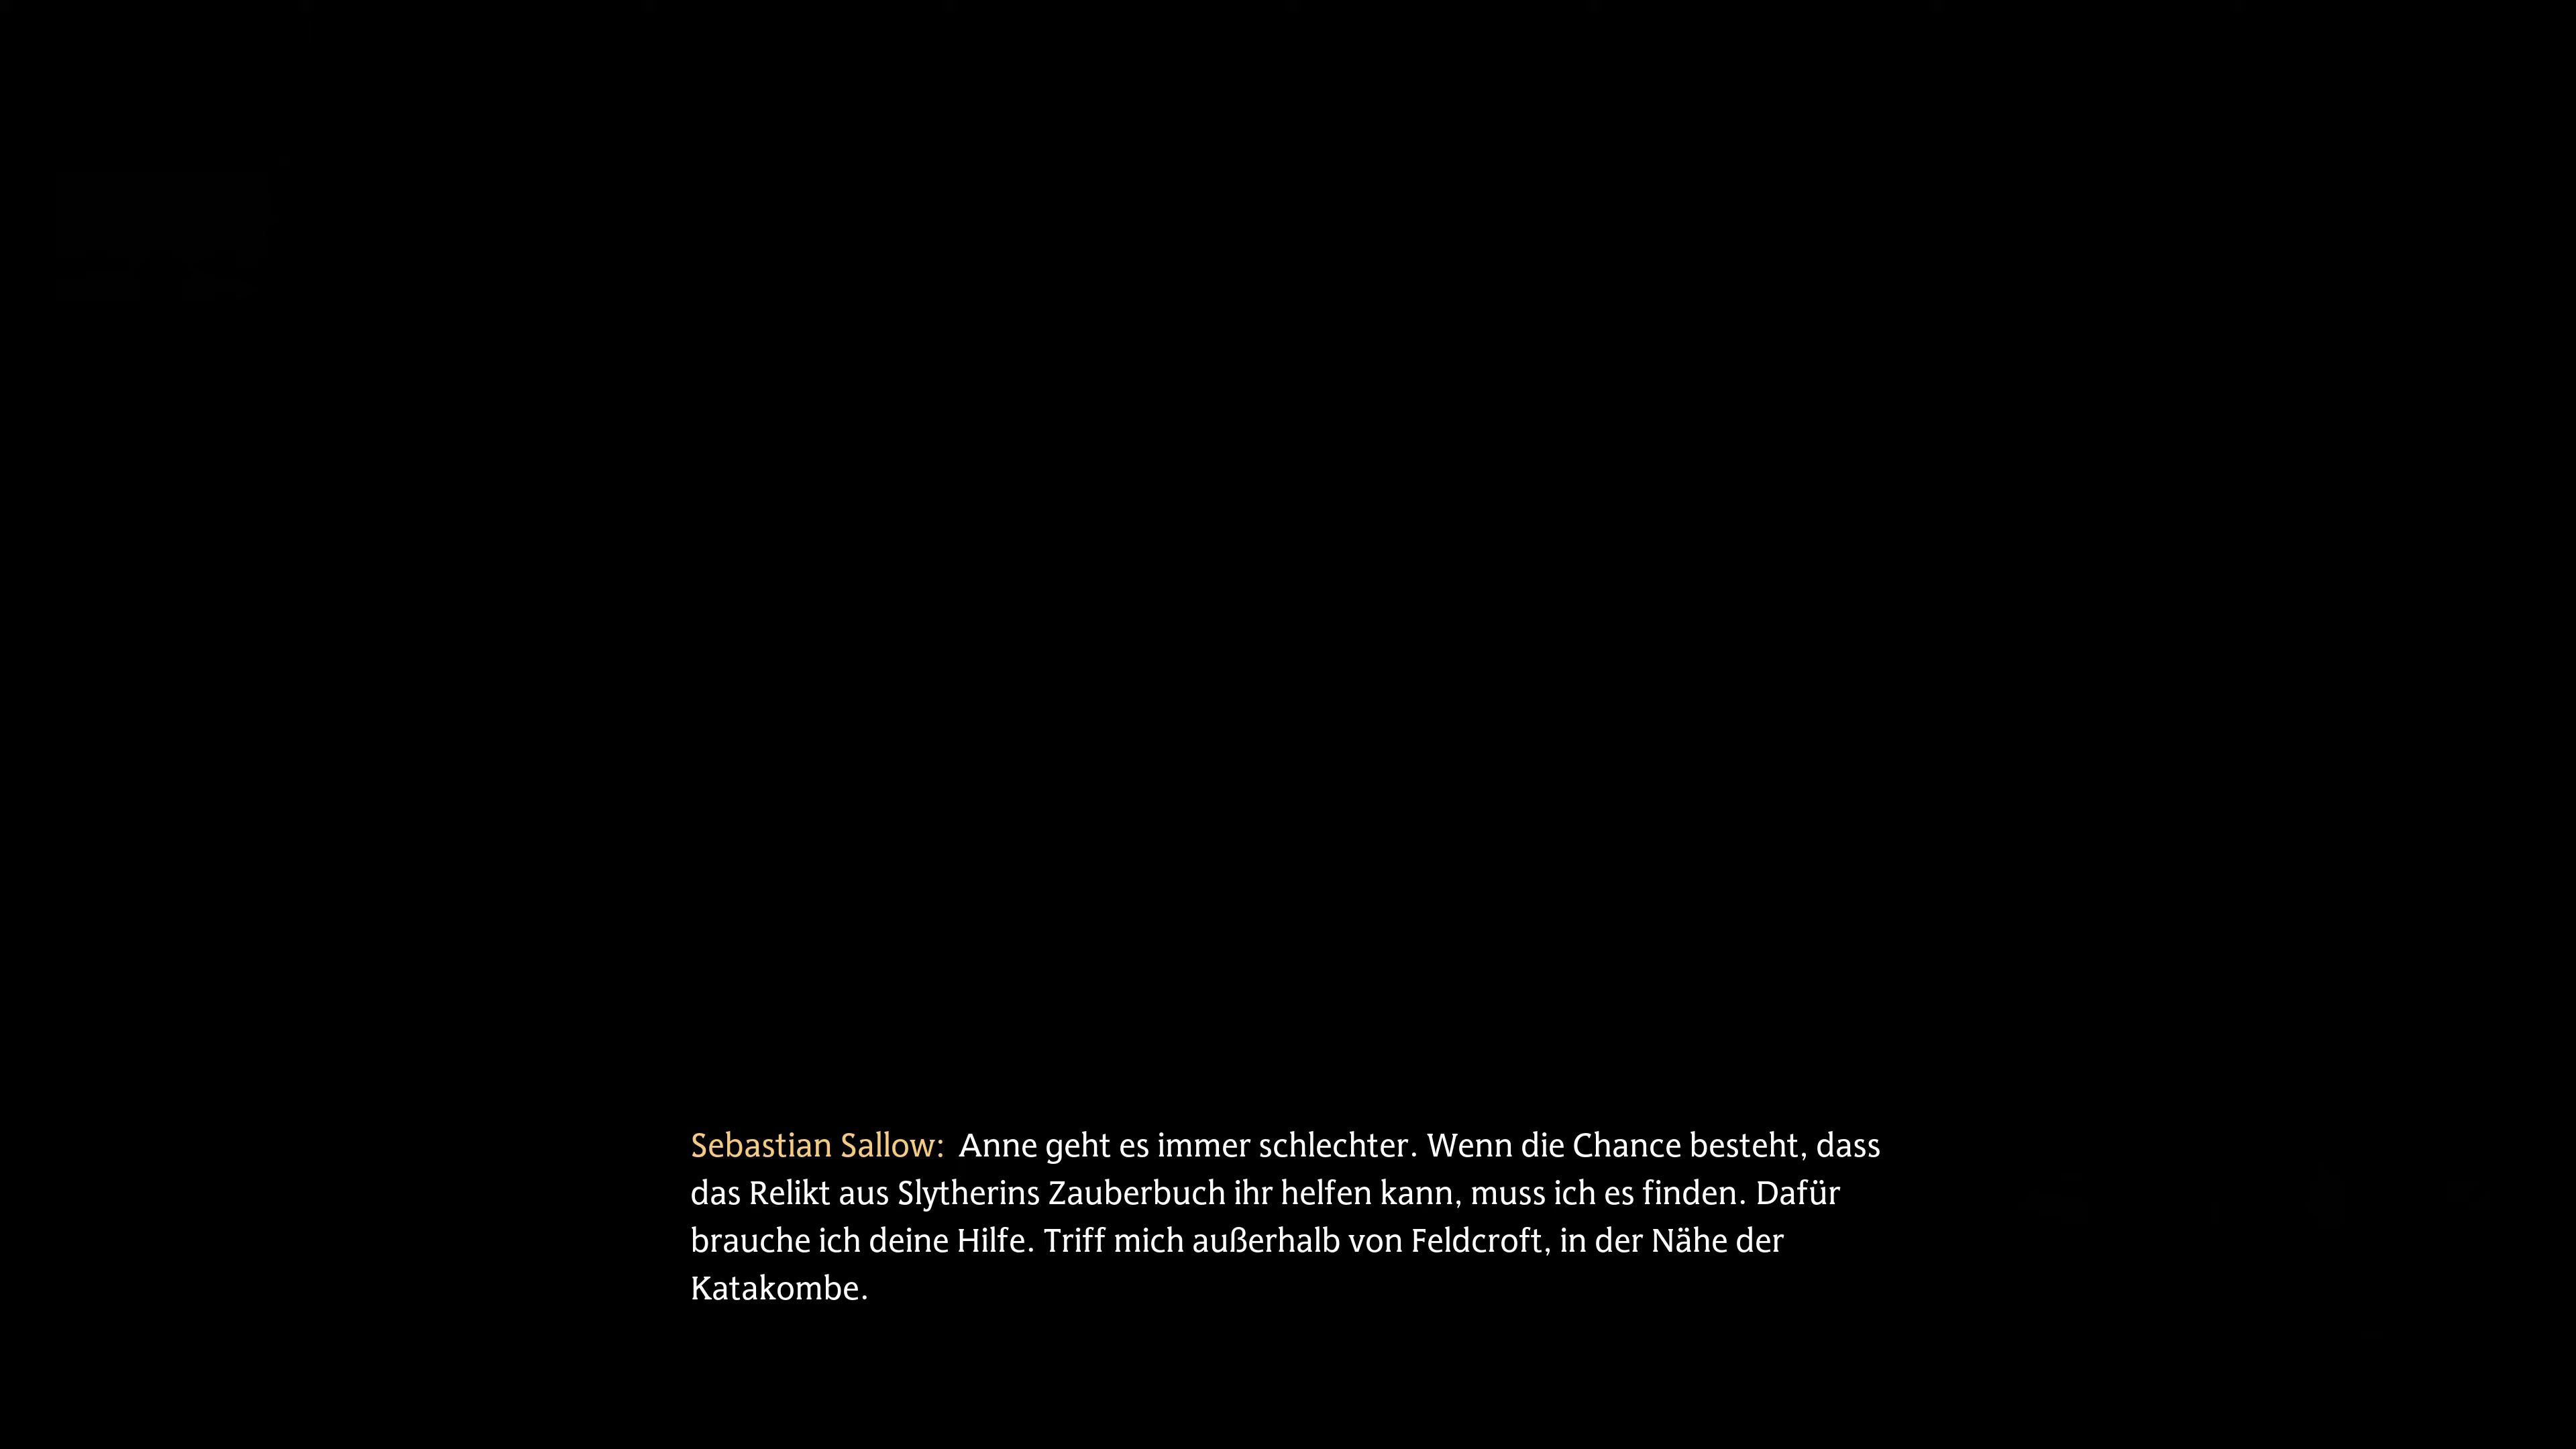 Sebastian Sallow: Anne geht es immer schlechter. Wenn die Chance besteht, dass
das Relikt aus Slytherins Zauberbuch ihr helfen kann, muss ich es finden. Dafür
brauche ich deine Hilfe. Triff mich außerhalb von Feldcroft, in der Nähe der
Katakombe.